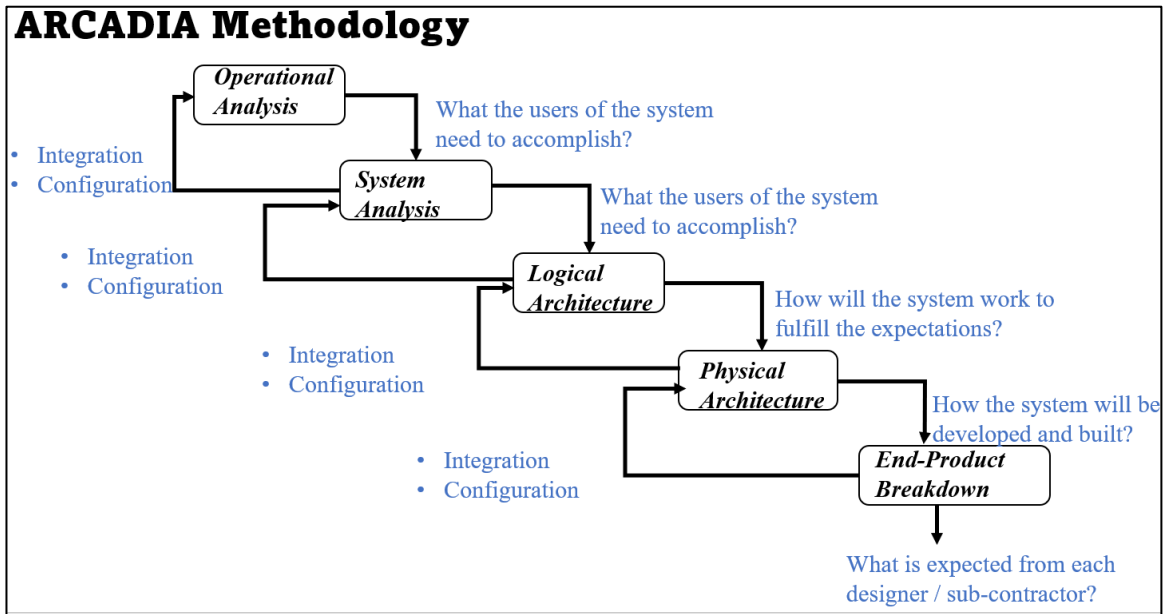 ARCADIA Methodology
Operational
Analysis
What the users of the system
need to accomplish?
• Integration
• Configuration
System
Analysis
What the users of the system
need to accomplish?
• Integration
• Configuration
Logical
Architecture
How will the system work to
fulfill the expectations?
• Integration
• Configuration
Physical
Architecture
How the system will be
developed and built?
• Integration
• Configuration
End-Product
Breakdown
What is expected from each
designer / sub-contractor?